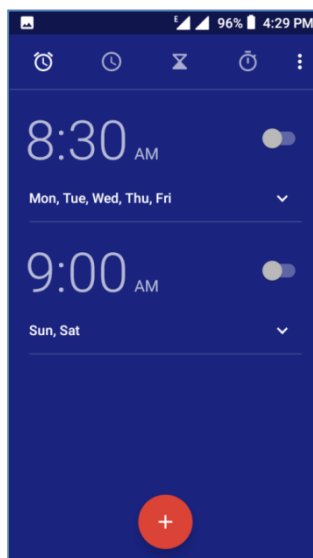 E 96% 4:29 PM
8:30 AM
Mon, Tue, Wed, Thu, Fri
9:00 AM
Sun, Sat